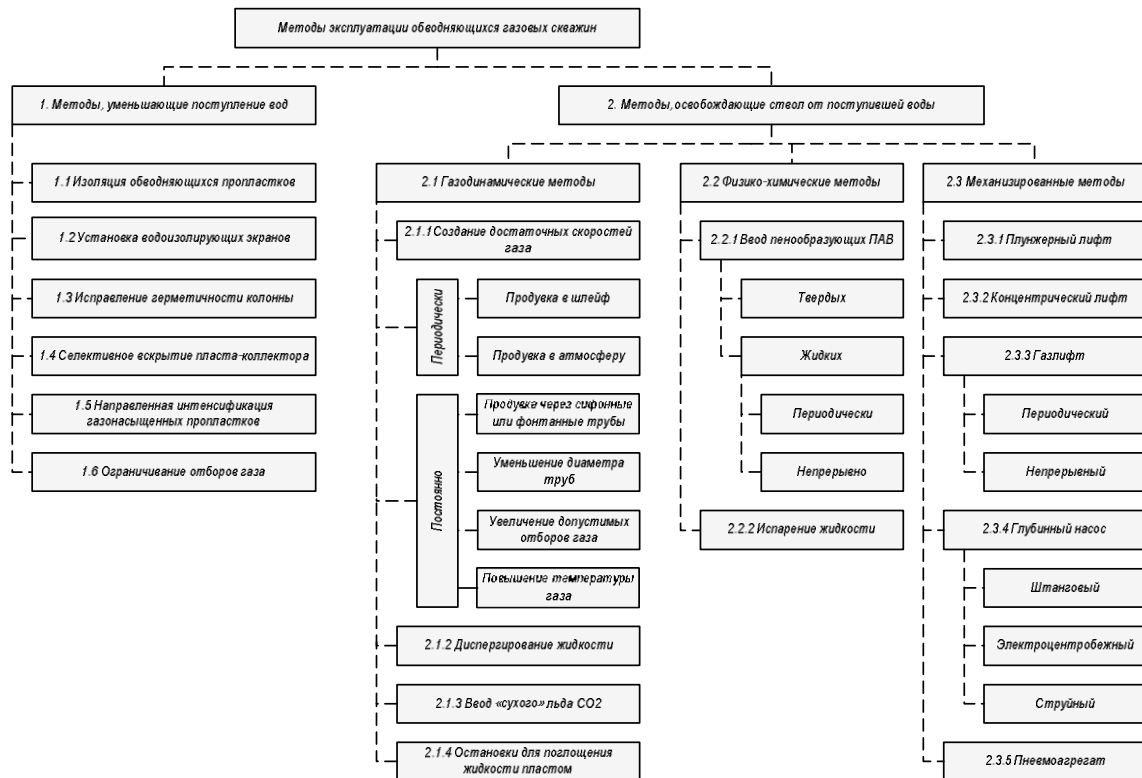 Методы эксплуатации обводняющихся газовых скважин
1. Методы, уменьшающие поступление вод
2. Методы, освобождающие ствол от поступившей воды
1.1 Изоляция обводняющихся пропластков
1.2 Установка водоизолирующих экранов
1.3 Исправление герметичности колонны
1.4 Селективное вскрытие пласта-коллектора
1.5 Направленная интенсификация
газонасыщенных пропластков
1.6 Ограничивание отборов газа
2.1 Газодинамические методы
2.1.1 Создание достаточных скоростей
газа
Периодически
Продувка в шлейф
Продувка в атмосферу
Постоянно
Продувка через сифонные
или фонтанные трубы
Уменьшение диаметра
труб
Увеличение допустимых
отборов газа
Повышение температуры
газа
2.1.2 Диспергирование жидкости
2.1.3 Ввод «сухого» льда СО2
2.1.4 Остановки для поглощения
жидкости пластом
2.2 Физико-химические методы
2.2.1 Ввод пенообразующих ПАВ
Твердых
Жидких
Периодически
Непрерывно
2.2.2 Испарение жидкости
2.3 Механизированные методы
2.3.1 Плунжерный лифт
2.3.2 Концентрический лифт
2.3.3 Газлифт
Периодический
Непрерывный
2.3.4 Глубинный насос
Штанговый
Электроцентробежный
Струйный
2.3.5 Пневмоагрегат